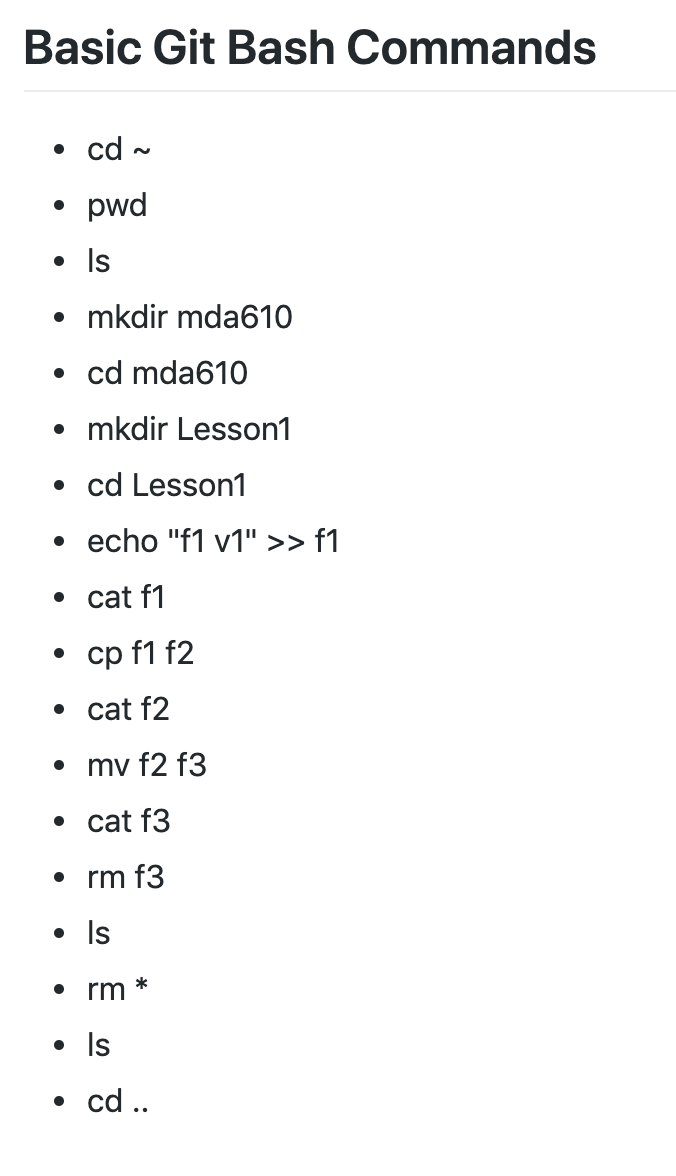 Basic Git Bash Commands
• cd ~
• pwd
• ls
• mkdir mda610
• cd mda610
• mkdir Lesson1
• cd Lesson1
• echo "f1 v1" >> f1
• cat f1
• cp f1 f2
• cat f2
• mv f2 f3
• cat f3
• rm f3
• ls
• rm *
• ls
• cd ..